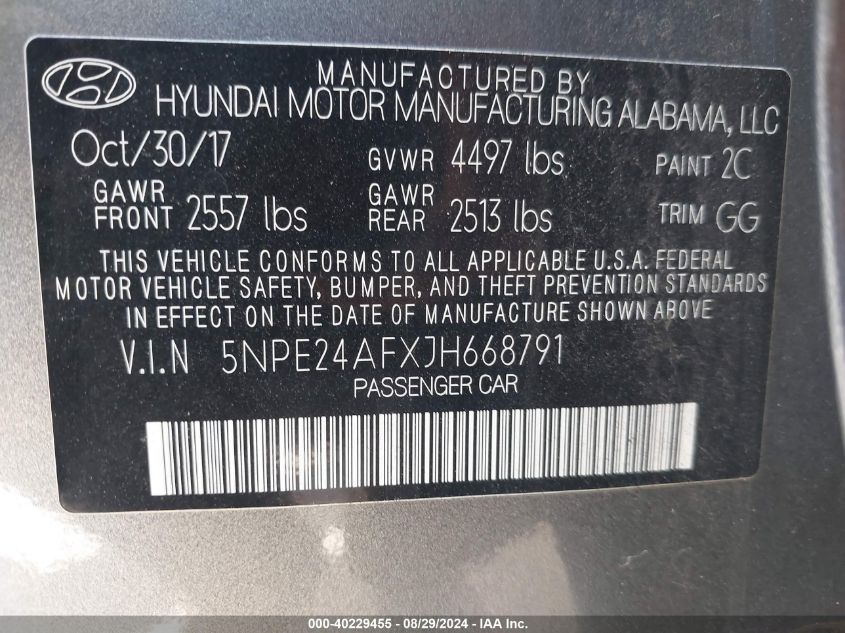 MANUFACTURED BY
HYUNDAI MOTOR MANUFACTURING ALABAMA, LLC
Oct/30/17 GVWR 4497 lbs PAINT 2C
GAWR FRONT 2557 lbs GAWR REAR 2513 lbs TRIM GG
THIS VEHICLE CONFORMS TO ALL APPLICABLE U.S.A. FEDERAL
MOTOR VEHICLE SAFETY, BUMPER, AND THEFT PREVENTION STANDARDS
IN EFFECT ON THE DATE OF MANUFACTURE SHOWN ABOVE
V.I.N 5NPE24AFXJH668791
PASSENGER CAR
000-40229455 - 08/29/2024 - IAA Inc.